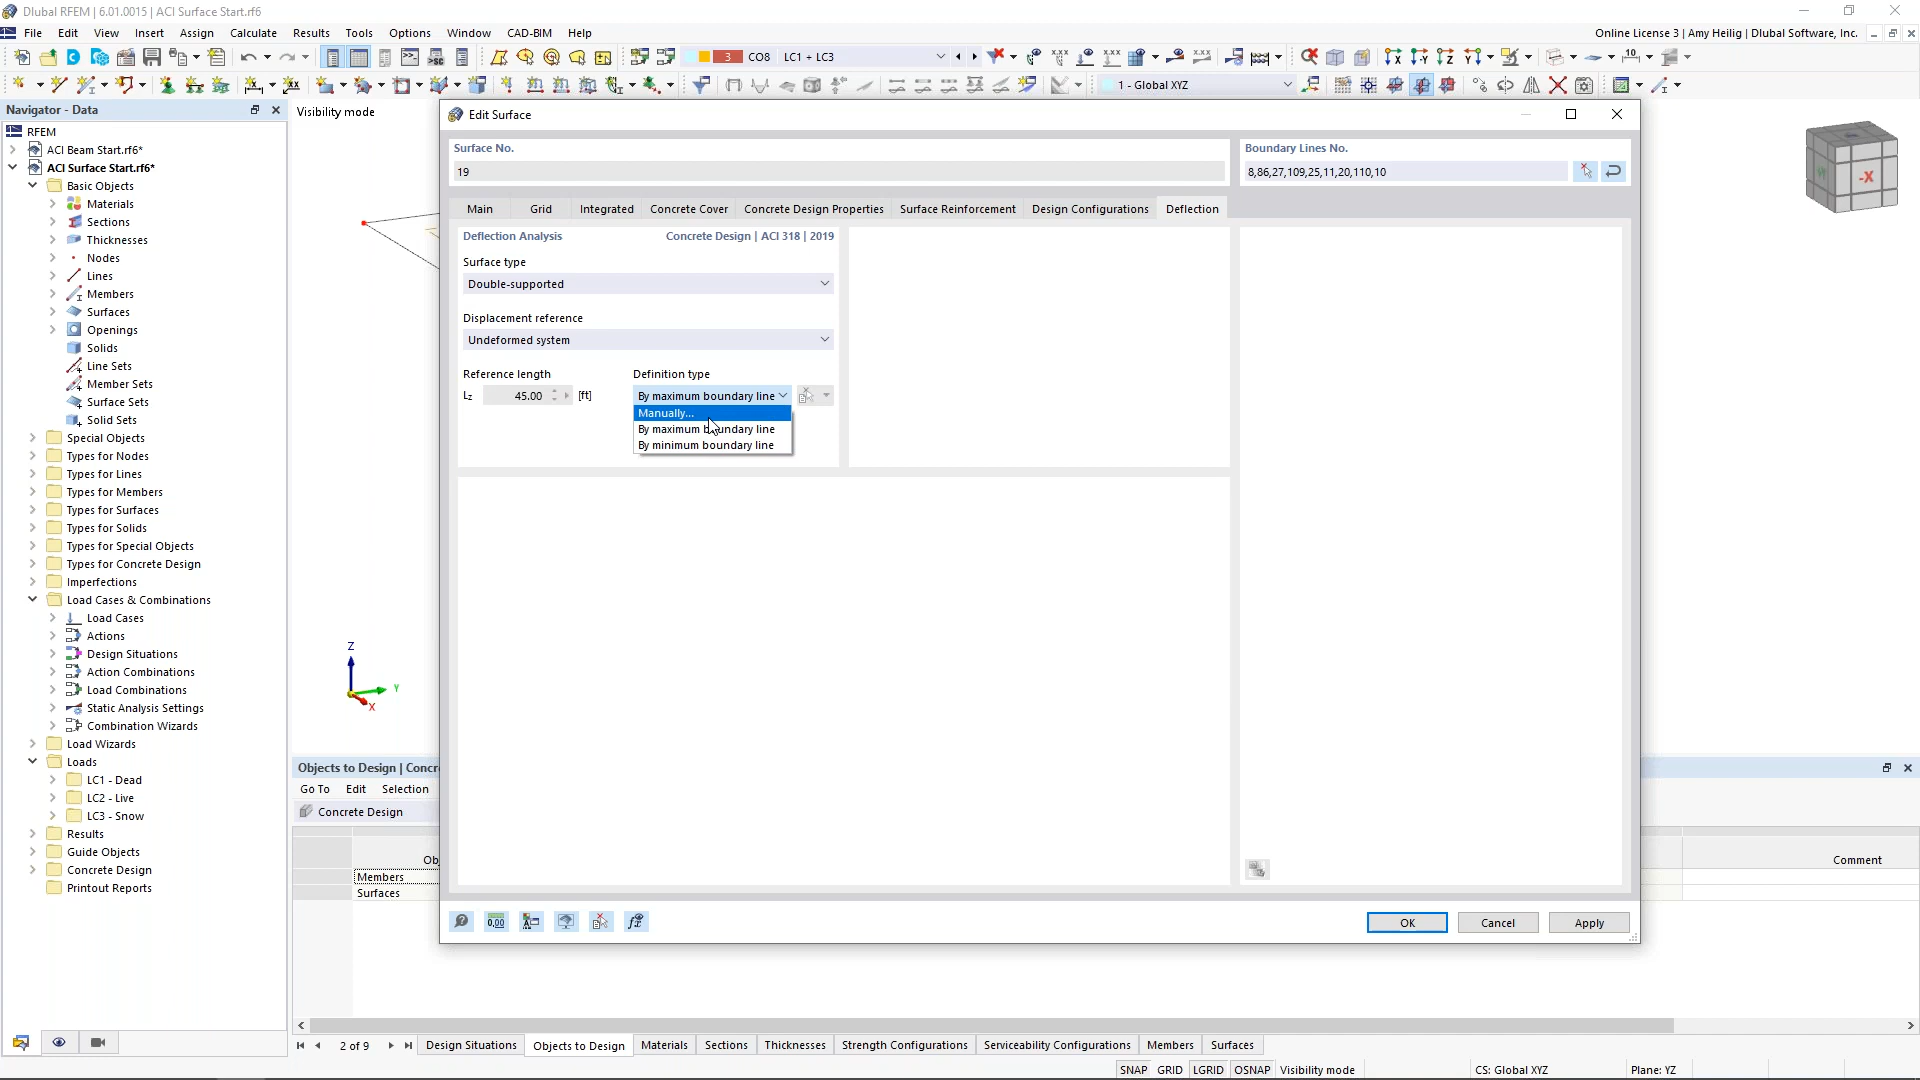 Dlubal RFEM | 6.01.0015 | ACI Surface Start.rf6
File Edit View Insert Assign Calculate Results Tools Options Window CAD-BIM Help
Online License 3 | Amy Heilig | Dlubal Software, Inc.
3 CO8 LC1 + LC3
1 - Global XYZ
Navigator - Data
Visibility mode
RFEM
ACI Beam Start.rf6*
ACI Surface Start.rf6*
Basic Objects
Materials
Sections
Thicknesses
Nodes
Lines
Members
Surfaces
Openings
Solids
Line Sets
Member Sets
Surface Sets
Solid Sets
Special Objects
Types for Nodes
Types for Lines
Types for Members
Types for Surfaces
Types for Solids
Types for Special Objects
Types for Concrete Design
Imperfections
Load Cases & Combinations
Load Cases
Actions
Design Situations
Action Combinations
Load Combinations
Static Analysis Settings
Combination Wizards
Load Wizards
Loads
LC1 - Dead
LC2 - Live
LC3 - Snow
Results
Guide Objects
Concrete Design
Printout Reports
Edit Surface
Surface No.
19
Boundary Lines No.
8,86,27,109,25,11,20,110,10
Main Grid Integrated Concrete Cover Concrete Design Properties Surface Reinforcement Design Configurations Deflection
Deflection Analysis Concrete Design | ACI 318 | 2019
Surface type
Double-supported
Displacement reference
Undeformed system
Reference length Definition type
Lz 45.00 [ft] By maximum boundary line
Manually...
By maximum boundary line
By minimum boundary line
OK Cancel Apply
-X
Z
Y
X
Objects to Design | Concre
Go To Edit Selection
Concrete Design
Obj
Comment
Members
Surfaces
2 of 9 Design Situations Objects to Design Materials Sections Thicknesses Strength Configurations Serviceability Configurations Members Surfaces
SNAP GRID LGRID OSNAP Visibility mode CS: Global XYZ Plane: YZ